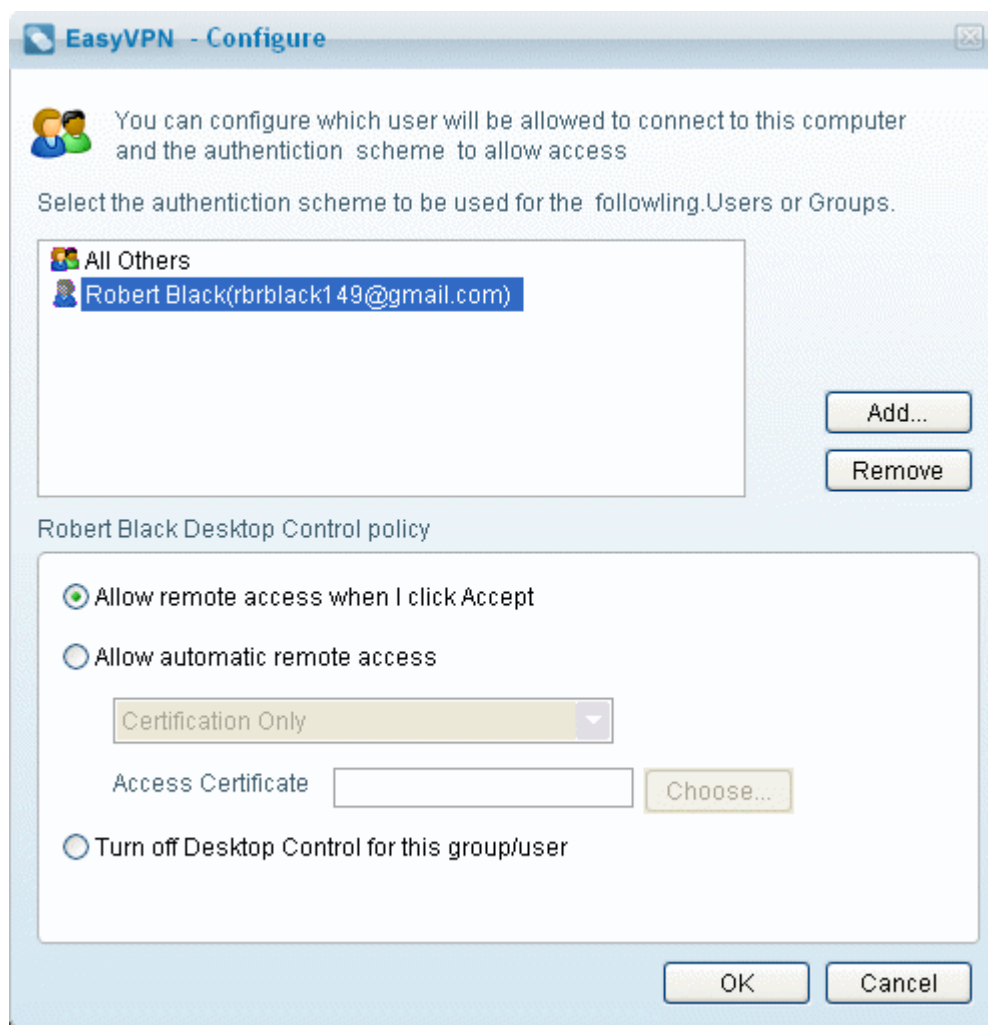 EasyVPN - Configure
You can configure which user will be allowed to connect to this computer
and the authentiction scheme to allow access
Select the authentiction scheme to be used for the followling.Users or Groups.
All Others
Robert Black(rbrblack149@gmail.com)
Add...
Remove
Robert Black Desktop Control policy
Allow remote access when I click Accept
Allow automatic remote access
Certification Only
Access Certificate
Choose...
Turn off Desktop Control for this group/user
OK
Cancel